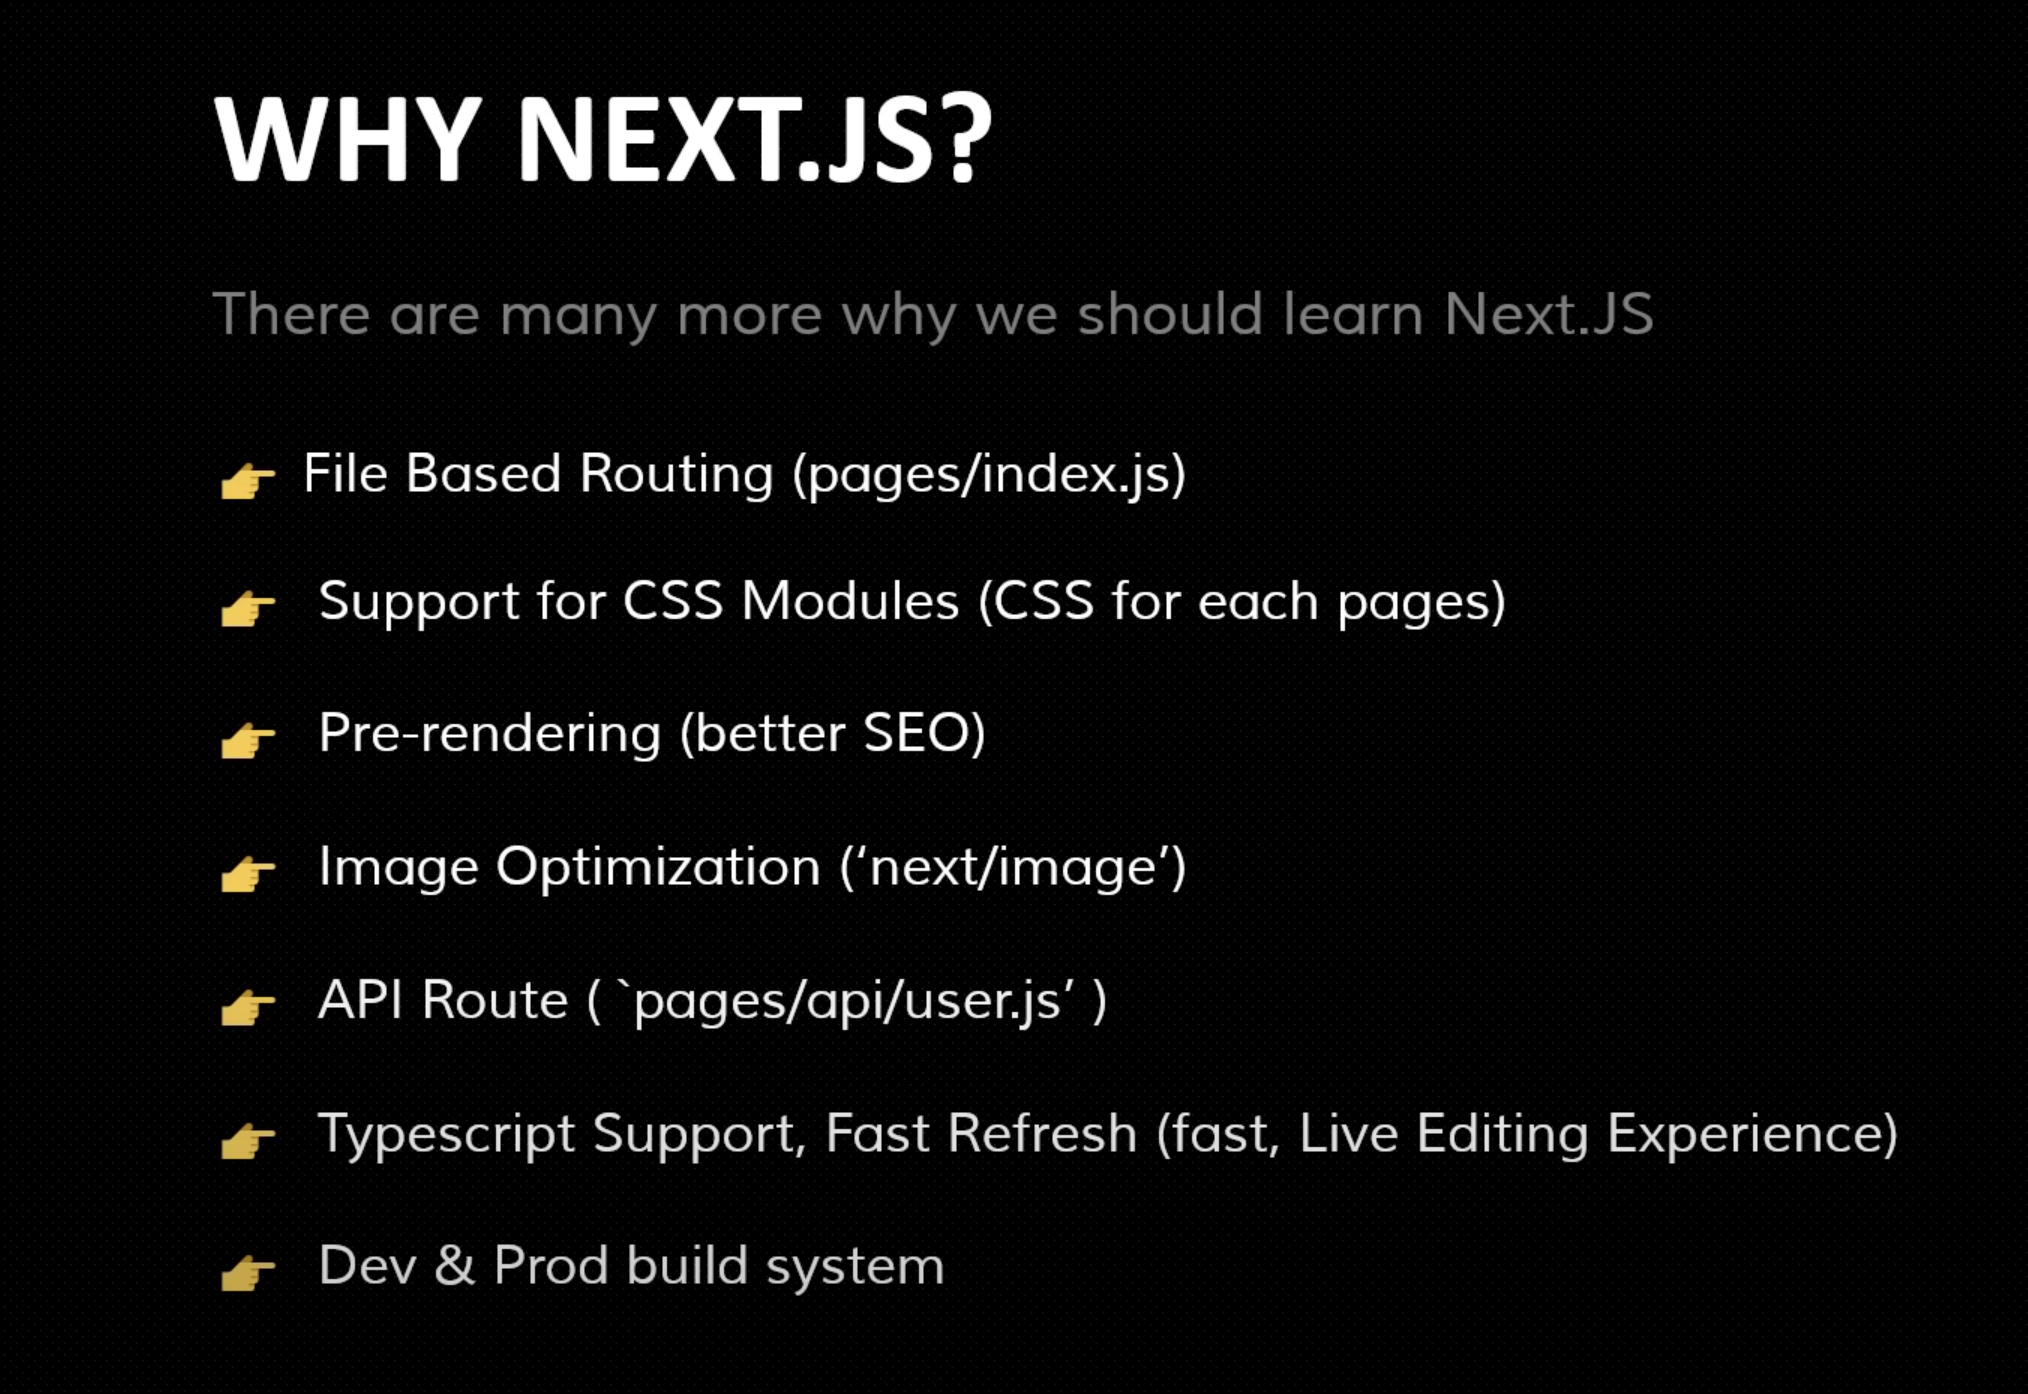 WHY NEXT.JS?
There are many more why we should learn Next.JS
👉 File Based Routing (pages/index.js)
👉 Support for CSS Modules (CSS for each pages)
👉 Pre-rendering (better SEO)
👉 Image Optimization (‘next/image’)
👉 API Route ( `pages/api/user.js’ )
👉 Typescript Support, Fast Refresh (fast, Live Editing Experience)
👉 Dev & Prod build system